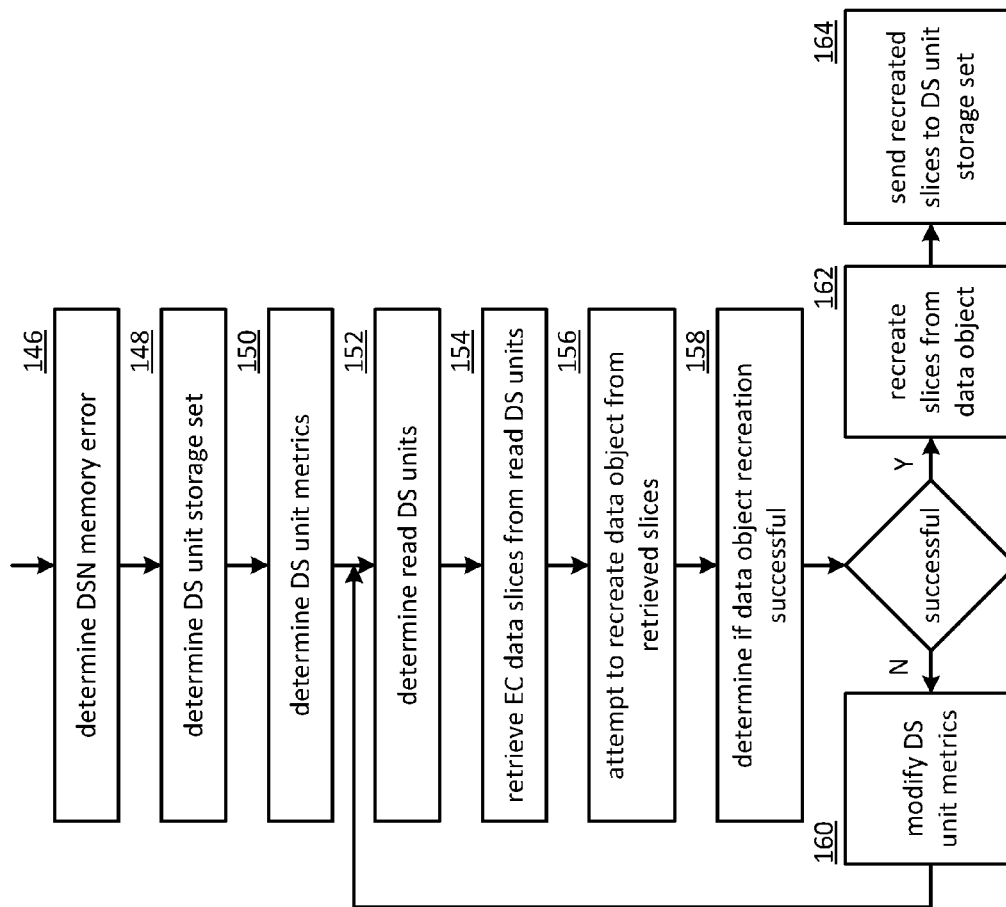 146
determine DSN memory error
148
determine DS unit storage set
150
determine DS unit metrics
152
determine read DS units
154
retrieve EC data slices from read DS units
156
attempt to recreate data object from
retrieved slices
158
determine if data object recreation
successful
successful
N
Y
160
modify DS
unit metrics
162
recreate
slices from
data object
164
send recreated
slices to DS unit
storage set